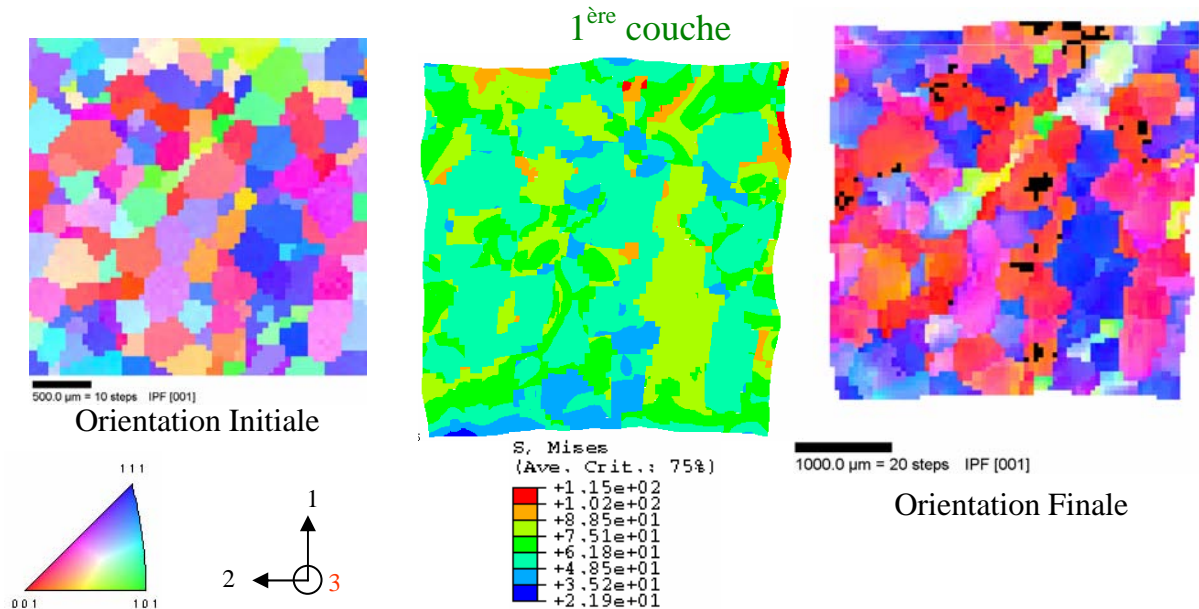 1ère couche
500.0 µm = 10 steps IPF [001]
Orientation Initiale
1000.0 µm = 20 steps IPF [001]
Orientation Finale
S, Mises
(Ave. Crit.: 75%)
+1.15e+02
+1.02e+02
+8.85e+01
+7.51e+01
+6.18e+01
+4.85e+01
+3.52e+01
+2.19e+01
111
001
101
1
2
3